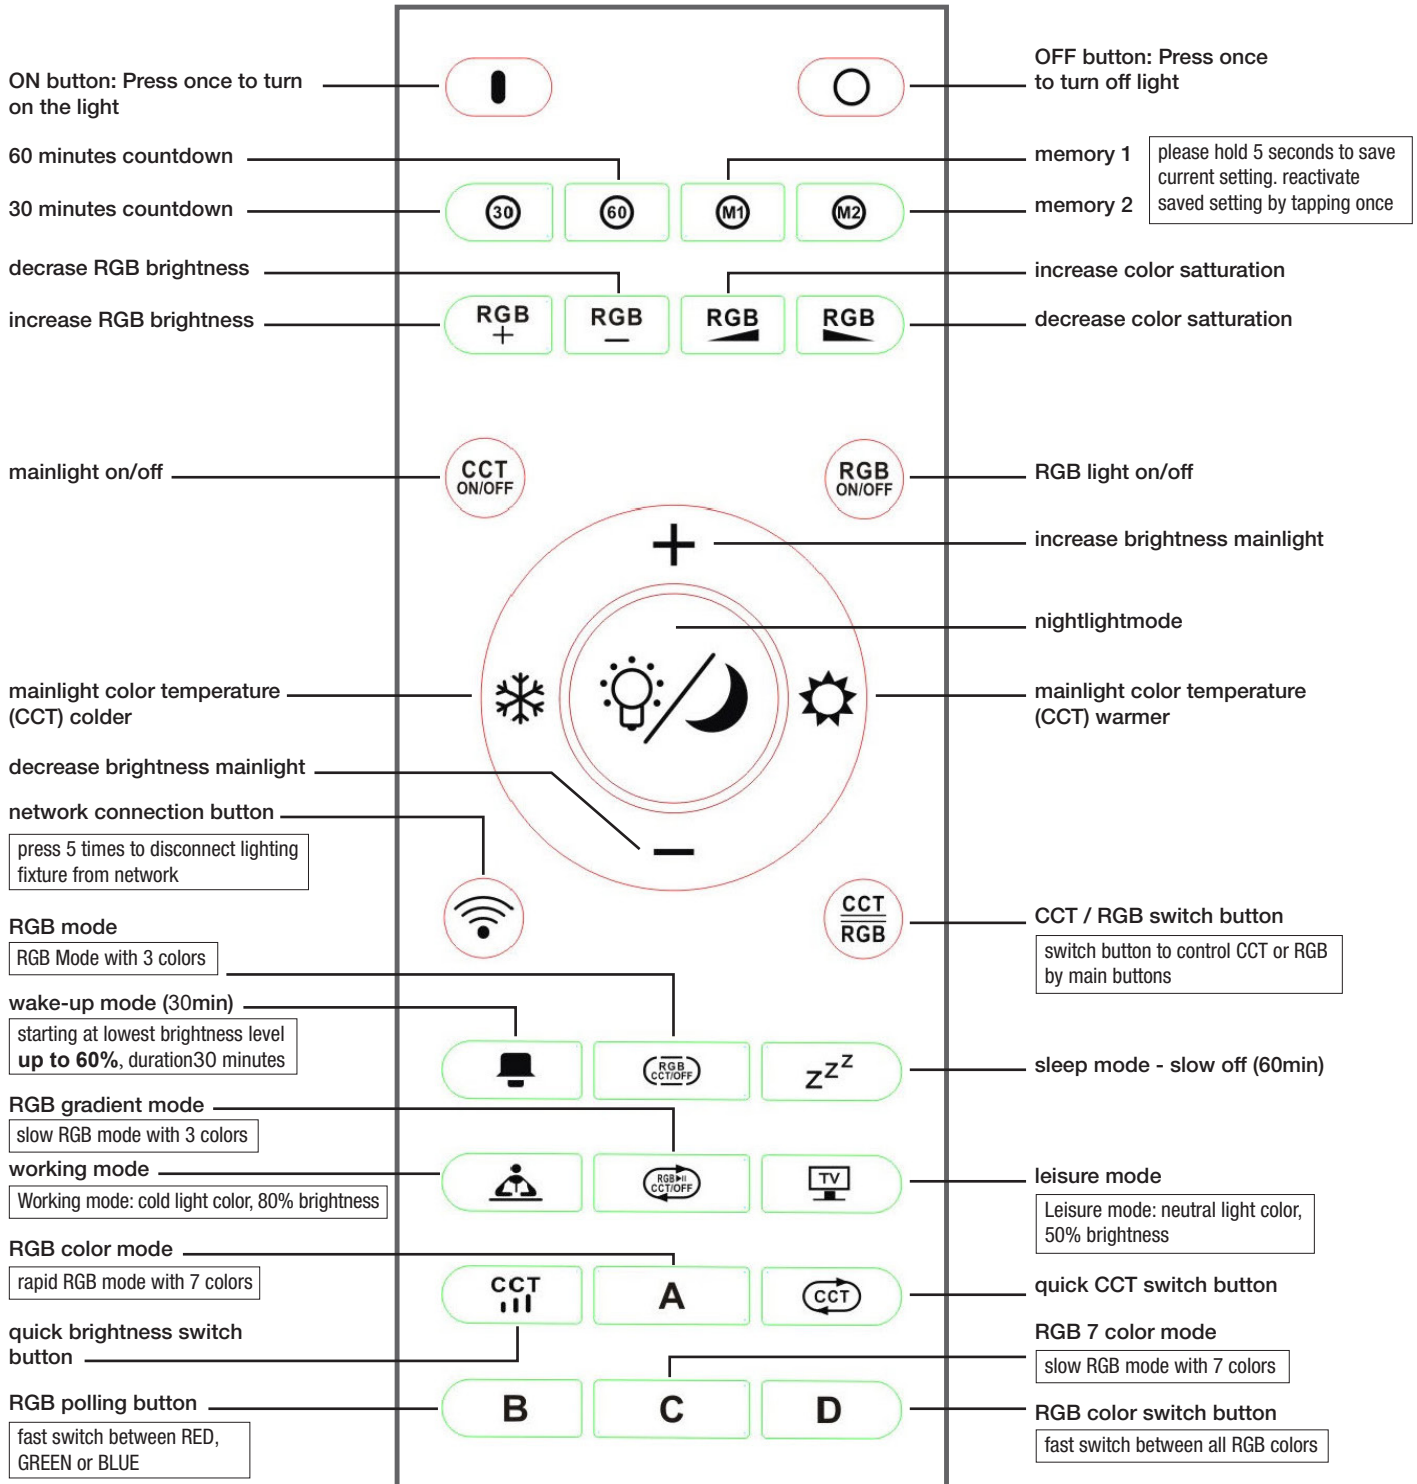 ON button: Press once to turn
on the light
OFF button: Press once
to turn off light
60 minutes countdown
30 minutes countdown
memory 1
memory 2
please hold 5 seconds to save
current setting. reactivate
saved setting by tapping once
30
60
M1
M2
decrase RGB brightness
increase RGB brightness
increase color satturation
decrease color satturation
RGB
+
RGB
–
RGB
RGB
mainlight on/off
CCT
ON/OFF
RGB
ON/OFF
RGB light on/off
+
increase brightness mainlight
nightlightmode
mainlight color temperature
(CCT) colder
mainlight color temperature
(CCT) warmer
decrease brightness mainlight
–
network connection button
press 5 times to disconnect lighting
fixture from network
CCT
RGB
CCT / RGB switch button
switch button to control CCT or RGB
by main buttons
RGB mode
RGB Mode with 3 colors
wake-up mode (30min)
starting at lowest brightness level
up to 60%, duration30 minutes
RGB
CCT/OFF
zzz
sleep mode - slow off (60min)
RGB gradient mode
slow RGB mode with 3 colors
working mode
Working mode: cold light color, 80% brightness
RGB
CCT/OFF
TV
leisure mode
Leisure mode: neutral light color,
50% brightness
RGB color mode
rapid RGB mode with 7 colors
CCT
A
CCT
quick CCT switch button
quick brightness switch
button
RGB 7 color mode
slow RGB mode with 7 colors
RGB polling button
fast switch between RED,
GREEN or BLUE
B
C
D
RGB color switch button
fast switch between all RGB colors